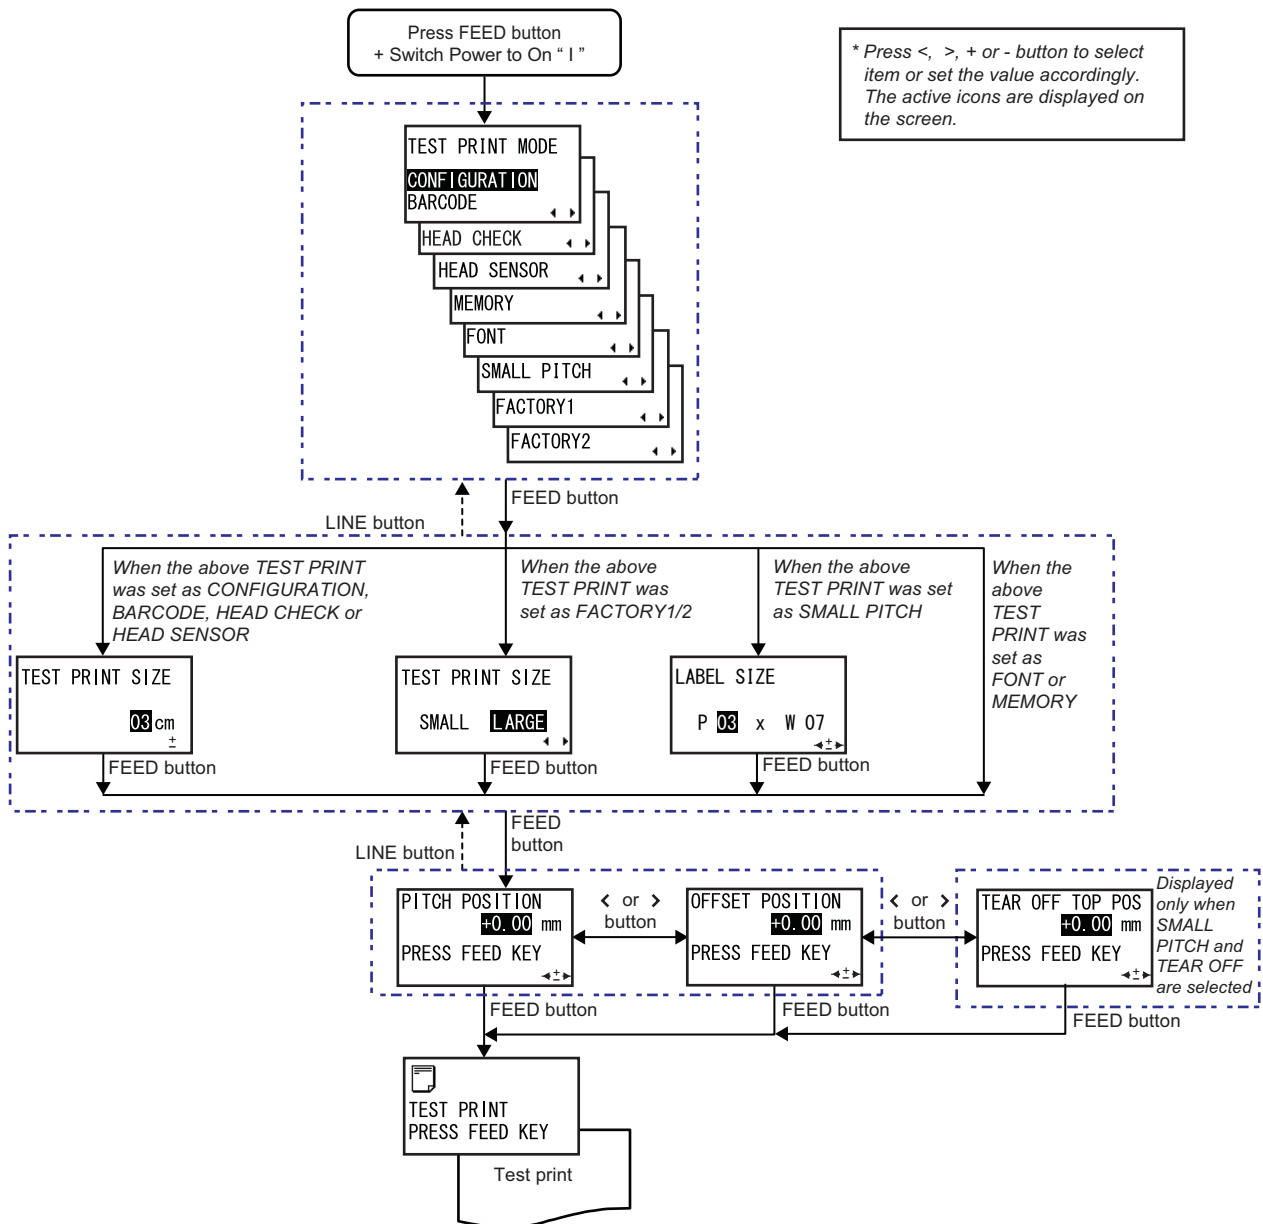 Press FEED button
+ Switch Power to On “ I ”
* Press <, >, + or - button to select
item or set the value accordingly.
The active icons are displayed on
the screen.
TEST PRINT MODE
CONFIGURATION
BARCODE
HEAD CHECK
HEAD SENSOR
MEMORY
FONT
SMALL PITCH
FACTORY1
FACTORY2
FEED button
LINE button
When the above TEST PRINT
was set as CONFIGURATION,
BARCODE, HEAD CHECK or
HEAD SENSOR
When the above
TEST PRINT was
set as FACTORY1/2
When the above
TEST PRINT was set
as SMALL PITCH
When the
above
TEST
PRINT was
set as
FONT or
MEMORY
TEST PRINT SIZE
03 cm
±
TEST PRINT SIZE
SMALL LARGE
LABEL SIZE
P 03 x W 07
±
FEED button
FEED button
FEED button
FEED
button
LINE button
PITCH POSITION
+0.00 mm
PRESS FEED KEY
±
< or >
button
OFFSET POSITION
+0.00 mm
PRESS FEED KEY
±
< or >
button
TEAR OFF TOP POS
+0.00 mm
PRESS FEED KEY
±
Displayed
only when
SMALL
PITCH and
TEAR OFF
are selected
FEED button
FEED button
FEED button
TEST PRINT
PRESS FEED KEY
Test print